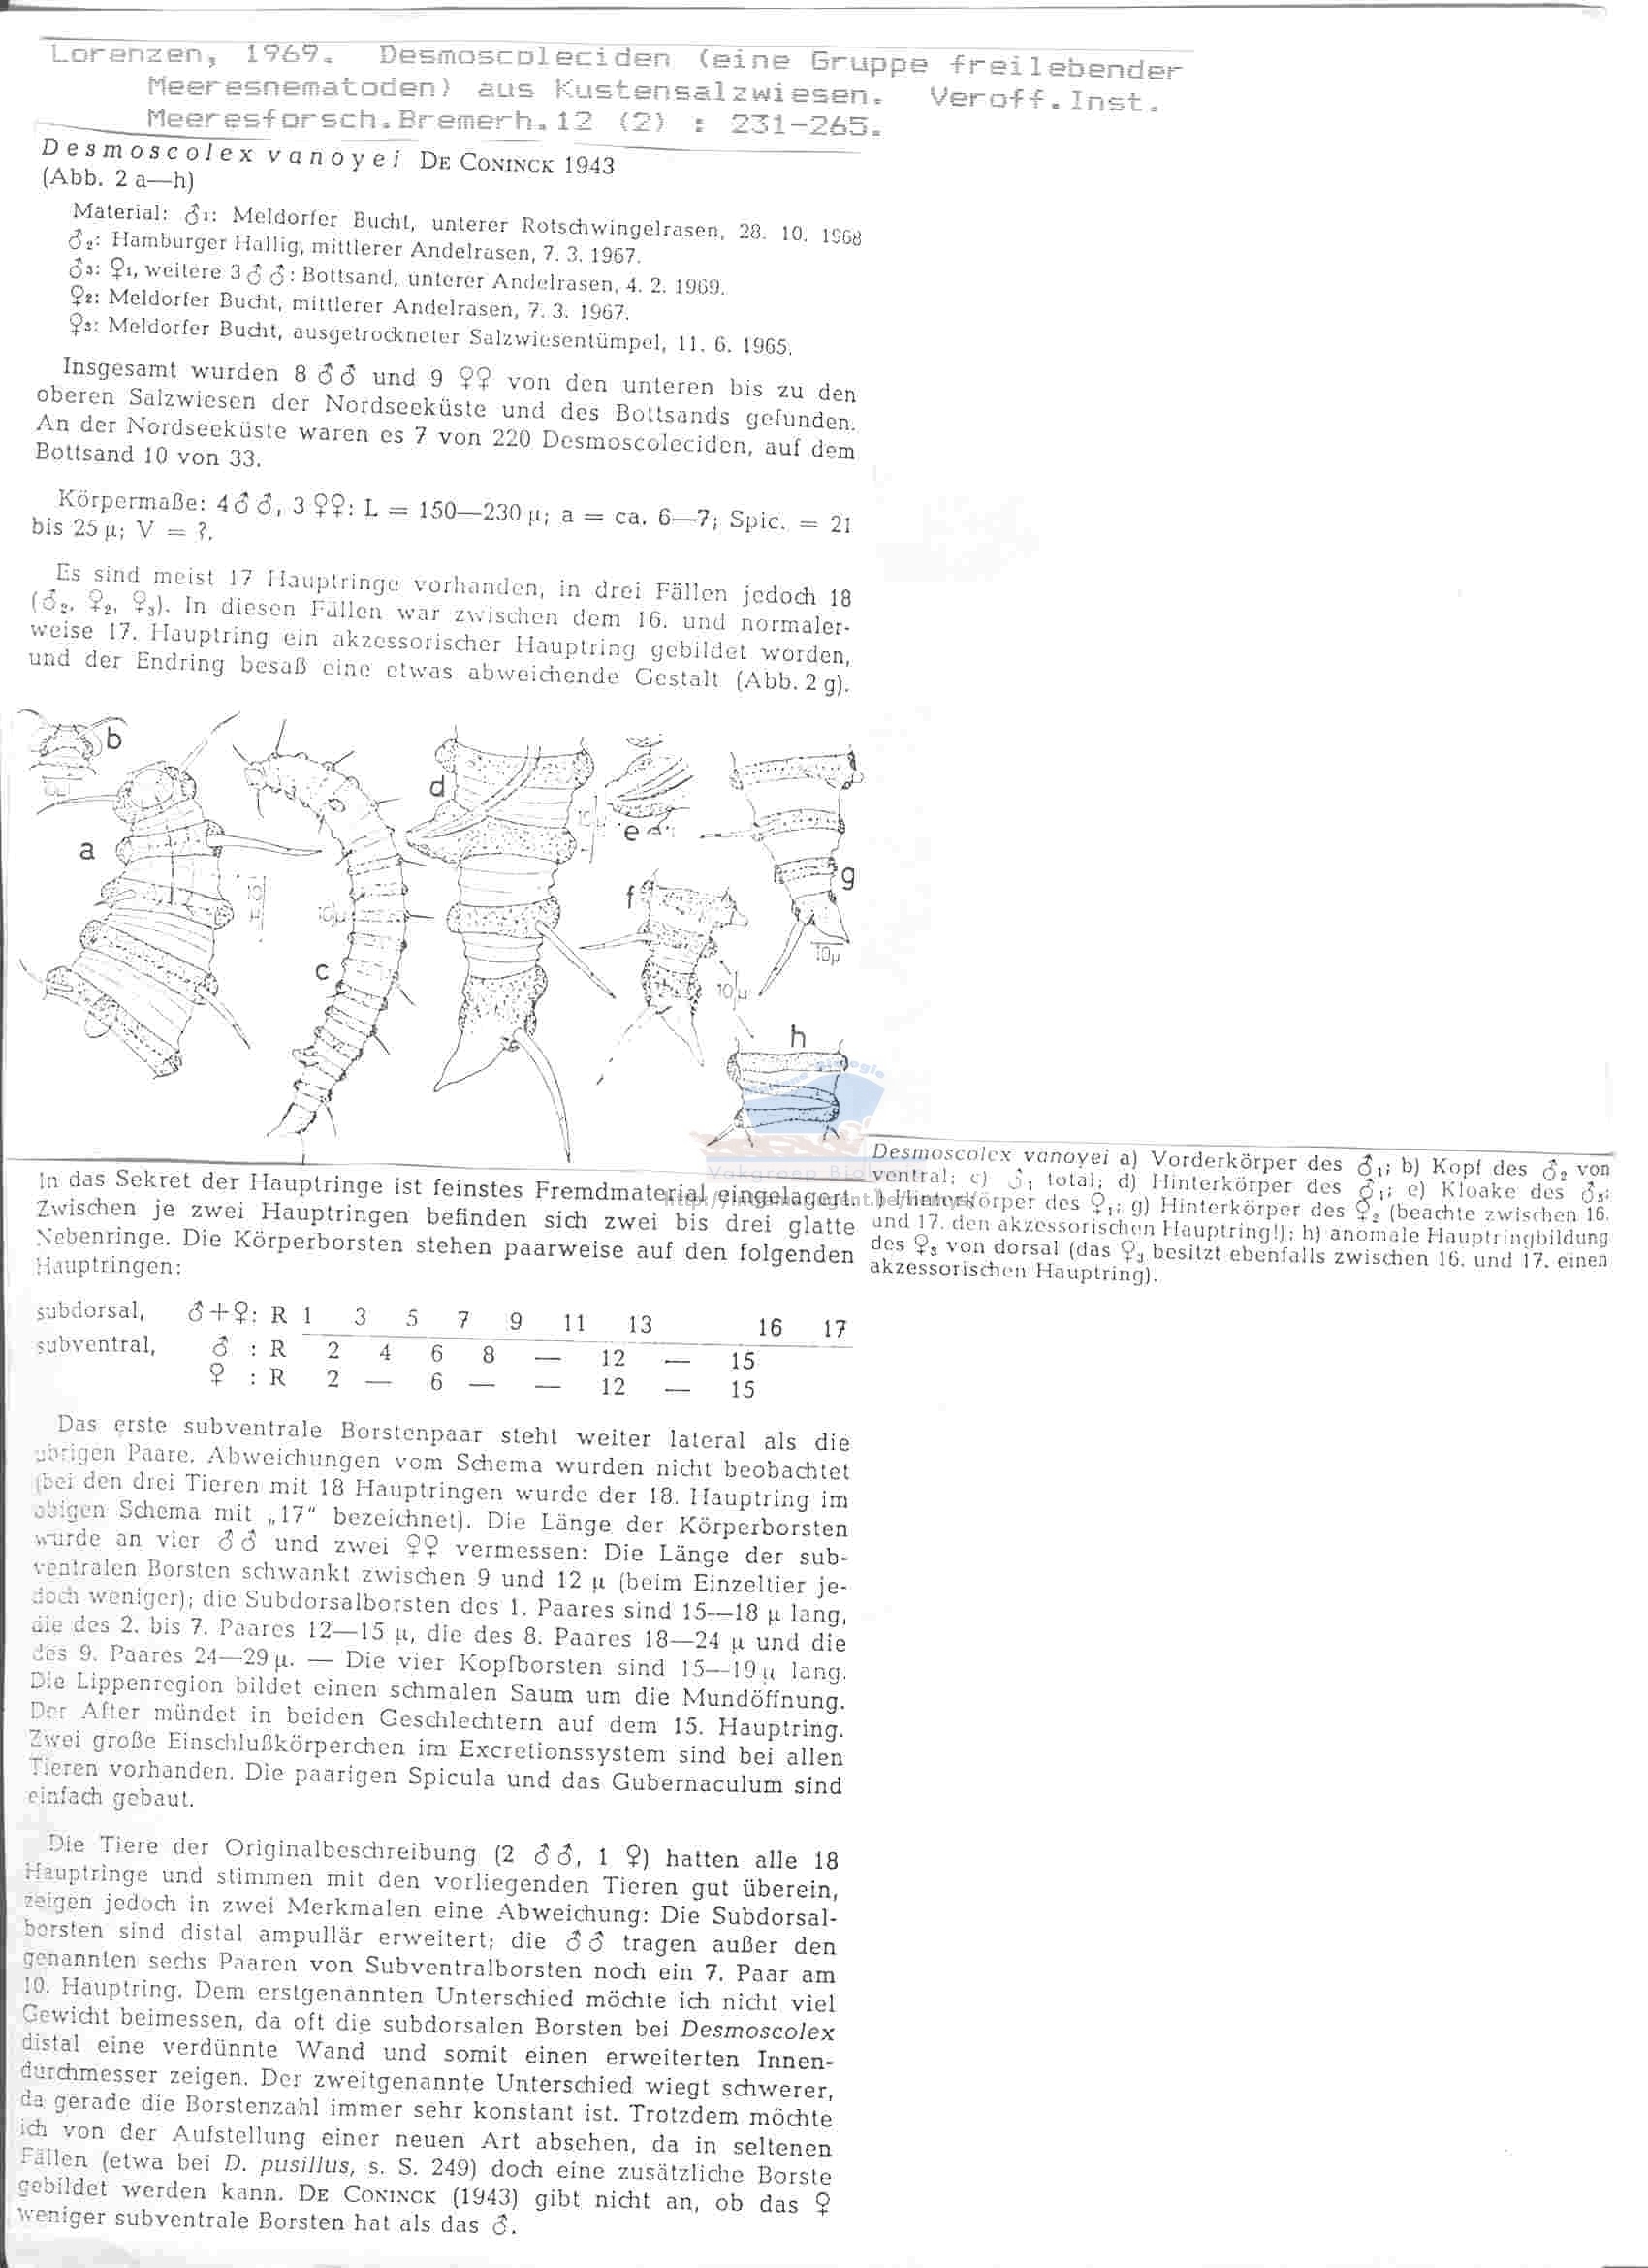 Lorenzen, 1969. Desmoscoleciden (eine Gruppe freilebender
Meeresnematoden) aus Kustensalzwiesen. Veroff.Inst.
Meeresforsch.Bremerh.12 (2) : 231-265.
Desmoscolex vanoyei DE CONINCK 1943
(Abb. 2 a—h)
Material: ♂1: Meldorfer Bucht, unterer Rotschwingelrasen, 28. 10. 1968
♂2: Hamburger Hallig, mittlerer Andelrasen, 7. 3. 1967.
♂3: ♀1, weitere 3 ♂ ♂: Bottsand, unterer Andelrasen, 4. 2. 1969.
♀2: Meldorfer Bucht, mittlerer Andelrasen, 7. 3. 1967.
♀3: Meldorfer Bucht, ausgetrockneter Salzwiesentümpel, 11. 6. 1965.
Insgesamt wurden 8 ♂♂ und 9 ♀♀ von den unteren bis zu den
oberen Salzwiesen der Nordseeküste und des Bottsands gefunden.
An der Nordseeküste waren es 7 von 220 Desmoscoleciden, auf dem
Bottsand 10 von 33.
Körpermaße: 4 ♂♂, 3 ♀♀: L = 150—230 μ; a = ca. 6—7; Spic. = 21
bis 25 μ; V = ?.
Es sind meist 17 Hauptringe vorhanden, in drei Fällen jedoch 18
(♂2, ♀2, ♀3). In diesen Fällen war zwischen dem 16. und normaler-
weise 17. Hauptring ein akzessorischer Hauptring gebildet worden,
und der Endring besaß eine etwas abweichende Gestalt (Abb. 2 g).
b
a
10 μ
c
10μ
d
10
e
f
10 μ
g
10μ
h
Marine Biologie
Vakgroep Biol
In das Sekret der Hauptringe ist feinstes Fremdmaterial eingelagert.
Zwischen je zwei Hauptringen befinden sich zwei bis drei glatte
Nebenringe. Die Körperborsten stehen paarweise auf den folgenden
Hauptringen:
Desmoscolex vanoyei a) Vorderkörper des ♂1; b) Kopf des ♂2 von
ventral; c) ♂1 total; d) Hinterkörper des ♂1; e) Kloake des ♂3;
f) Hinterkörper des ♀1; g) Hinterkörper des ♀2 (beachte zwischen 16.
und 17. den akzessorischen Hauptring!); h) anomale Hauptringbildung
des ♀3 von dorsal (das ♀3 besitzt ebenfalls zwischen 16. und 17. einen
akzessorischen Hauptring).
subdorsal, ♂+♀: R 1 3 5 7 9 11 13 16 17
subventral, ♂ : R 2 4 6 8 — 12 — 15
♀ : R 2 — 6 — — 12 — 15
Das erste subventrale Borstenpaar steht weiter lateral als die
übrigen Paare. Abweichungen vom Schema wurden nicht beobachtet
(bei den drei Tieren mit 18 Hauptringen wurde der 18. Hauptring im
obigen Schema mit „17“ bezeichnet). Die Länge der Körperborsten
wurde an vier ♂♂ und zwei ♀♀ vermessen: Die Länge der sub-
ventralen Borsten schwankt zwischen 9 und 12 μ (beim Einzeltier je-
doch weniger); die Subdorsalborsten des 1. Paares sind 15—18 μ lang,
die des 2. bis 7. Paares 12—15 μ, die des 8. Paares 18—24 μ und die
des 9. Paares 24—29 μ. — Die vier Kopfborsten sind 15—19 μ lang.
Die Lippenregion bildet einen schmalen Saum um die Mundöffnung.
Der After mündet in beiden Geschlechtern auf dem 15. Hauptring.
Zwei große Einschlußkörperchen im Excretionssystem sind bei allen
Tieren vorhanden. Die paarigen Spicula und das Gubernaculum sind
einfach gebaut.
Die Tiere der Originalbeschreibung (2 ♂♂, 1 ♀) hatten alle 18
Hauptringe und stimmen mit den vorliegenden Tieren gut überein,
zeigen jedoch in zwei Merkmalen eine Abweichung: Die Subdorsal-
borsten sind distal ampullär erweitert; die ♂♂ tragen außer den
genannten sechs Paaren von Subventralborsten noch ein 7. Paar am
10. Hauptring. Dem erstgenannten Unterschied möchte ich nicht viel
Gewicht beimessen, da oft die subdorsalen Borsten bei Desmoscolex
distal eine verdünnte Wand und somit einen erweiterten Innen-
durchmesser zeigen. Der zweitgenannte Unterschied wiegt schwerer,
da gerade die Borstenzahl immer sehr konstant ist. Trotzdem möchte
ich von der Aufstellung einer neuen Art absehen, da in seltenen
Fällen (etwa bei D. pusillus, s. S. 249) doch eine zusätzliche Borste
gebildet werden kann. DE CONINCK (1943) gibt nicht an, ob das ♀
weniger subventrale Borsten hat als das ♂.